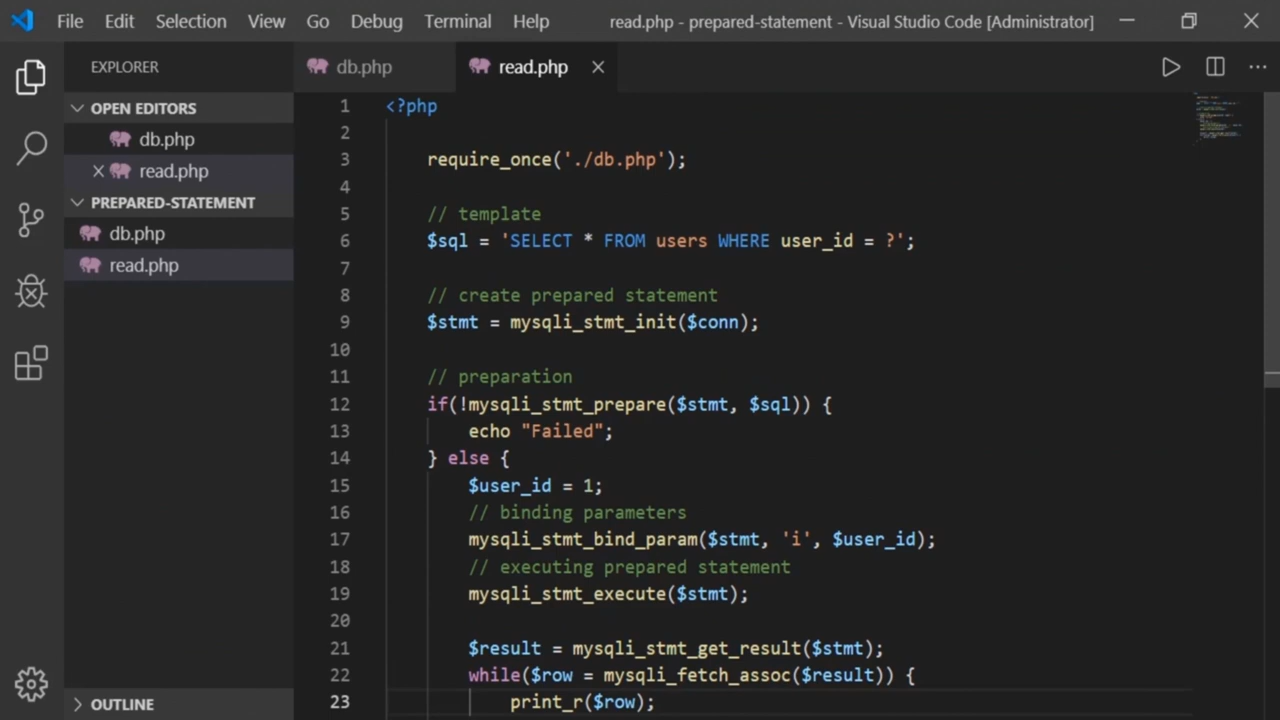 File Edit Selection View Go Debug Terminal Help read.php - prepared-statement - Visual Studio Code [Administrator]
EXPLORER
OPEN EDITORS
db.php
read.php
PREPARED-STATEMENT
db.php
read.php
OUTLINE
db.php read.php
1 <?php
2
3 require_once('./db.php');
4
5 // template
6 $sql = 'SELECT * FROM users WHERE user_id = ?';
7
8 // create prepared statement
9 $stmt = mysqli_stmt_init($conn);
10
11 // preparation
12 if(!mysqli_stmt_prepare($stmt, $sql)) {
13 echo "Failed";
14 } else {
15 $user_id = 1;
16 // binding parameters
17 mysqli_stmt_bind_param($stmt, 'i', $user_id);
18 // executing prepared statement
19 mysqli_stmt_execute($stmt);
20
21 $result = mysqli_stmt_get_result($stmt);
22 while($row = mysqli_fetch_assoc($result)) {
23 print_r($row);